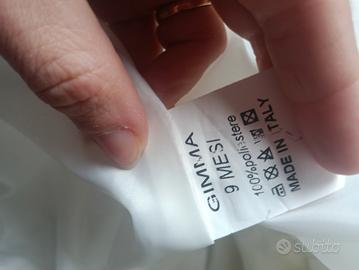 GIMMA
9 MESI
100%poliestere
MADE IN ITALY
subito